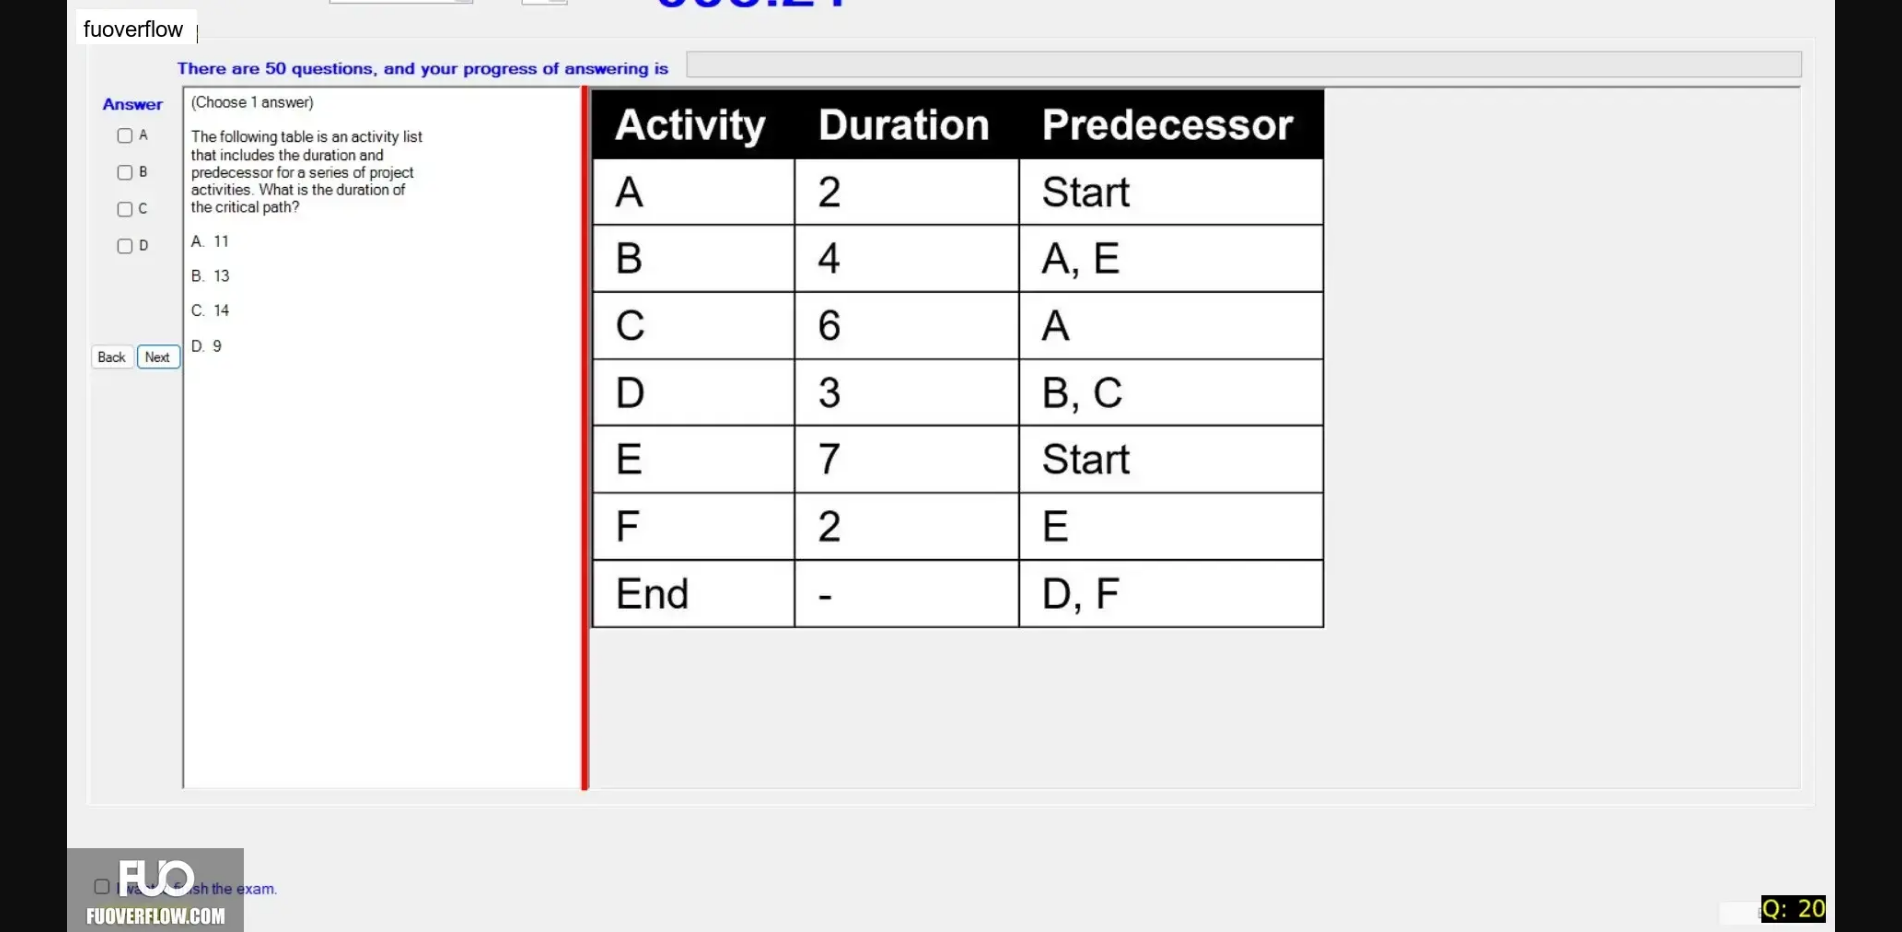 fuoverflow
There are 50 questions, and your progress of answering is
Answer
A
B
C
D
Back
Next
(Choose 1 answer)
The following table is an activity list
that includes the duration and
predecessor for a series of project
activities. What is the duration of
the critical path?
A. 11
B. 13
C. 14
D. 9
Activity Duration Predecessor
A 2 Start
B 4 A, E
C 6 A
D 3 B, C
E 7 Start
F 2 E
End - D, F
FUO
the exam.
FUOVERFLOW.COM
Q: 20